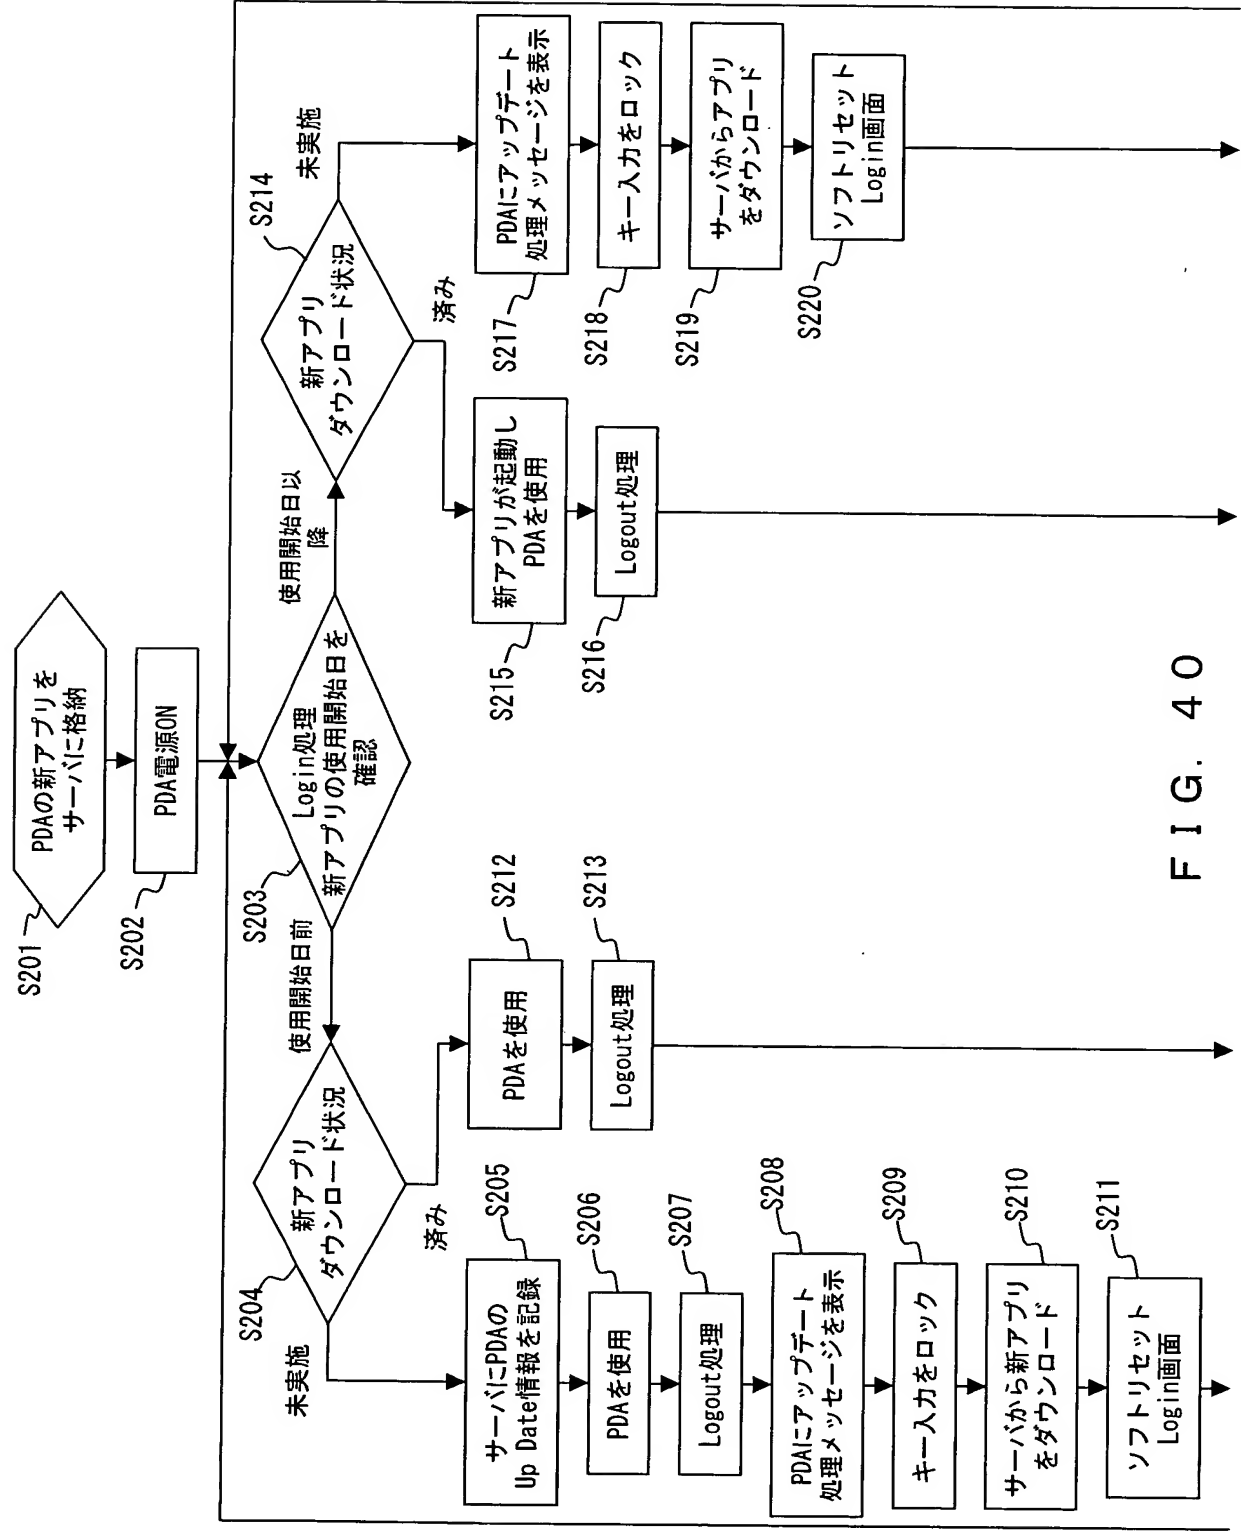 PDAの新アプリを
サーバに格納
S201
PDA電源ON
S202
Login処理
新アプリの使用開始日を
確認
S203
使用開始日前
使用開始日以
降
新アプリ
ダウンロード状況
S204
未実施
済み
サーバにPDAの
Up Date情報を記録
S205
PDAを使用
S206
Logout処理
S207
PDAにアップデート
処理メッセージを表示
S208
キー入力をロック
S209
サーバから新アプリ
をダウンロード
S210
ソフトリセット
Login画面
S211
PDAを使用
S212
Logout処理
S213
新アプリ
ダウンロード状況
S214
済み
未実施
新アプリが起動し
PDAを使用
S215
Logout処理
S216
PDAにアップデート
処理メッセージを表示
S217
キー入力をロック
S218
サーバからアプリ
をダウンロード
S219
ソフトリセット
Login画面
S220
FIG. 40